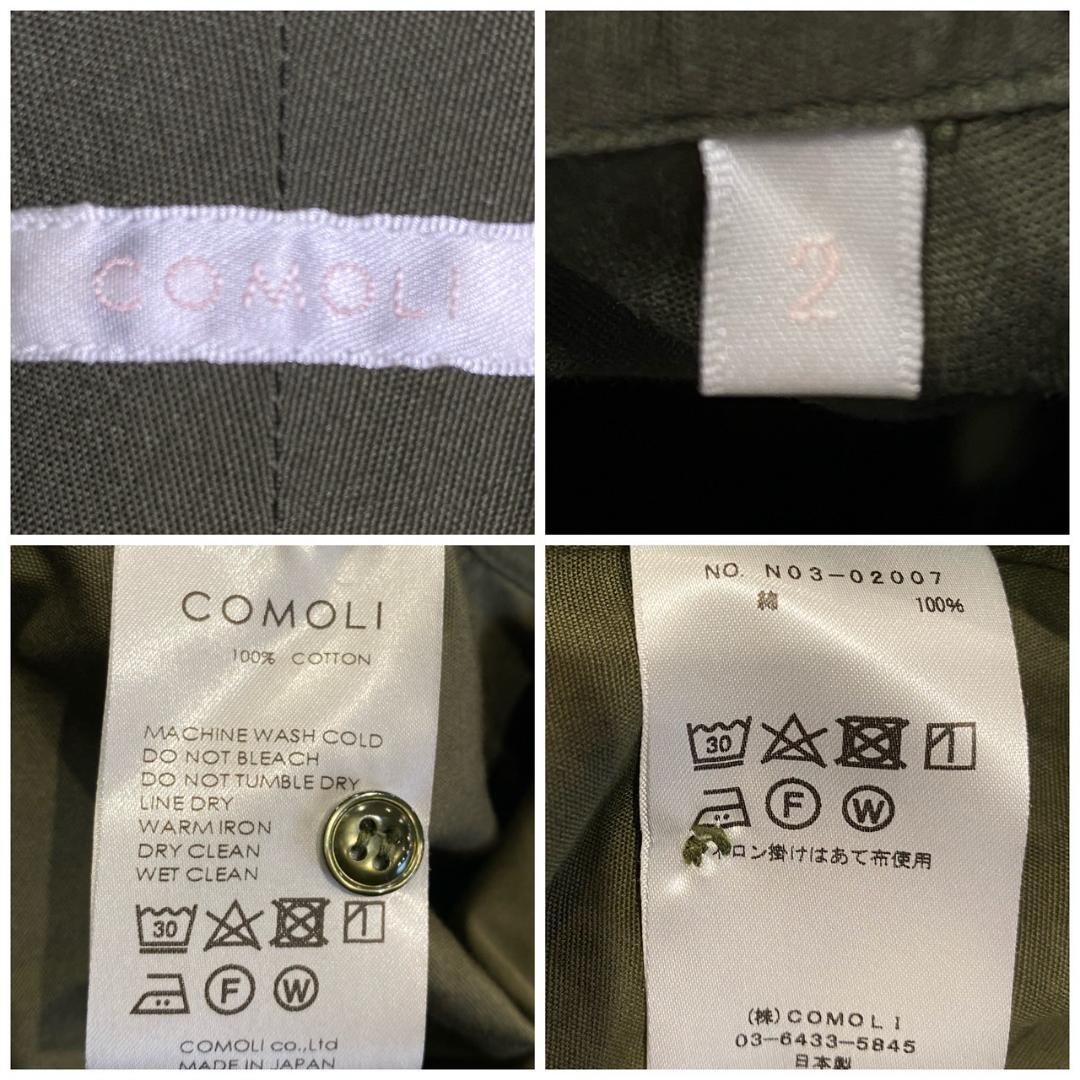 COMOLI
2
COMOLI
100% COTTON
MACHINE WASH COLD
DO NOT BLEACH
DO NOT TUMBLE DRY
LINE DRY
WARM IRON
DRY CLEAN
WET CLEAN
30
F W
COMOLI co.,Ltd
MADE IN JAPAN
NO. N03-02007
綿 100%
30
F W
ロン掛けはあて布使用
(株)COMOLI
03-6433-5845
日本製